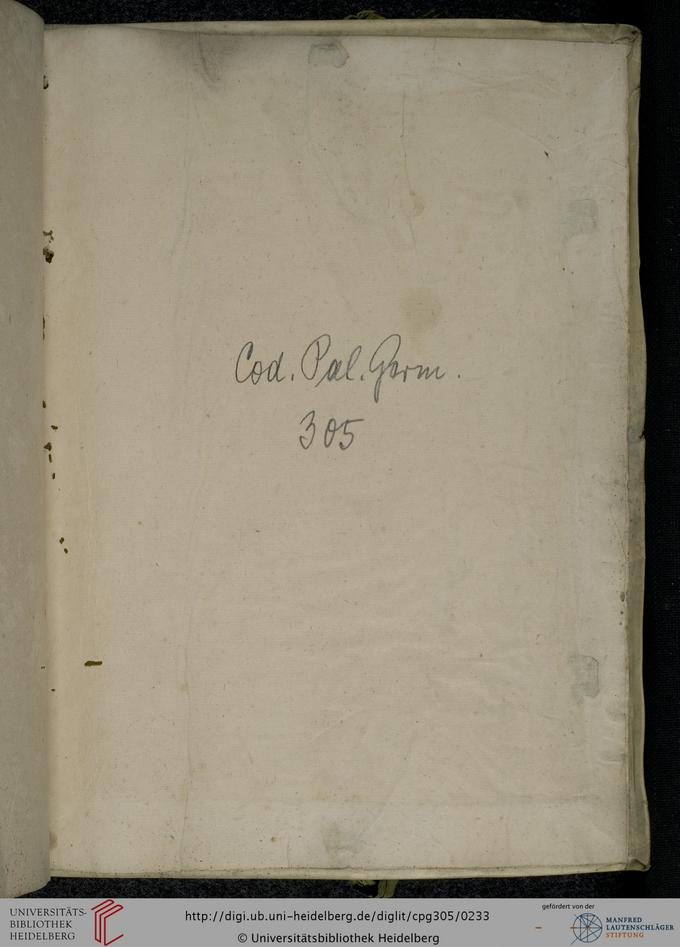 Cod. Pal. Germ.
305
UNIVERSITÄTS-
BIBLIOTHEK
HEIDELBERG
http://digi.ub.uni-heidelberg.de/diglit/cpg305/0233
© Universitätsbibliothek Heidelberg
gefördert von der
MANFRED
LAUTENSCHLÄGER
STIFTUNG